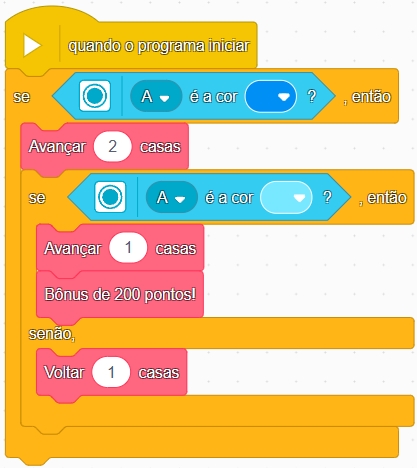 quando o programa iniciar
se A é a cor ? , então
Avançar 2 casas
se A é a cor ? , então
Avançar 1 casas
Bônus de 200 pontos!
senão,
Voltar 1 casas